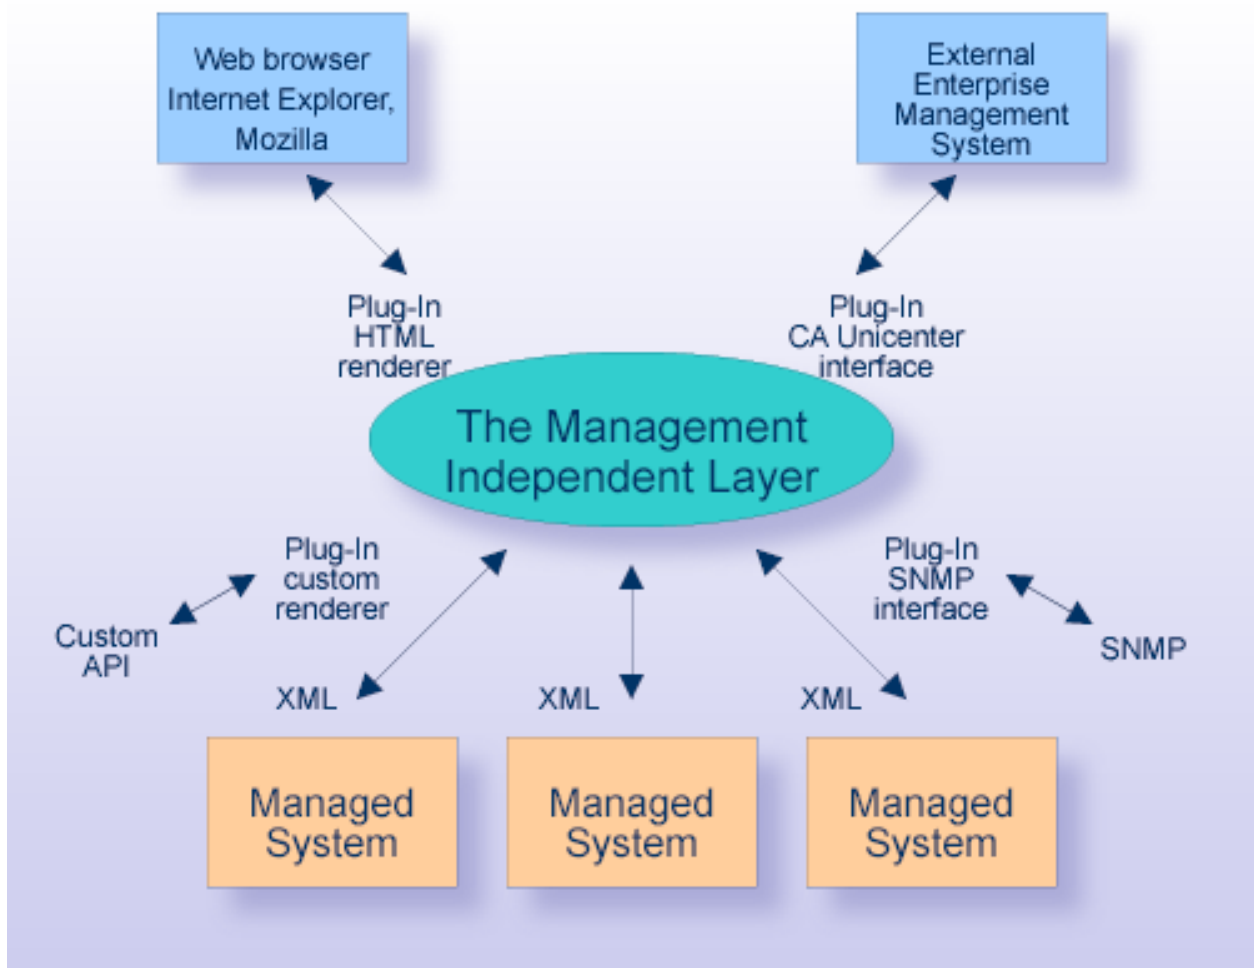 Web browser
Internet Explorer,
Mozilla
External
Enterprise
Management
System
Plug-In
HTML
renderer
Plug-In
CA Unicenter
interface
The Management
Independent Layer
Plug-In
custom
renderer
Plug-In
SNMP
interface
Custom
API
SNMP
XML
XML
XML
Managed
System
Managed
System
Managed
System